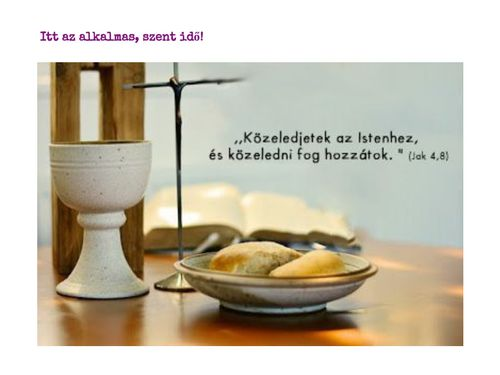 Itt az alkalmas, szent idő!
,,Közeledjetek az Istenhez,
és közeledni fog hozzátok. " (Jak 4,8)